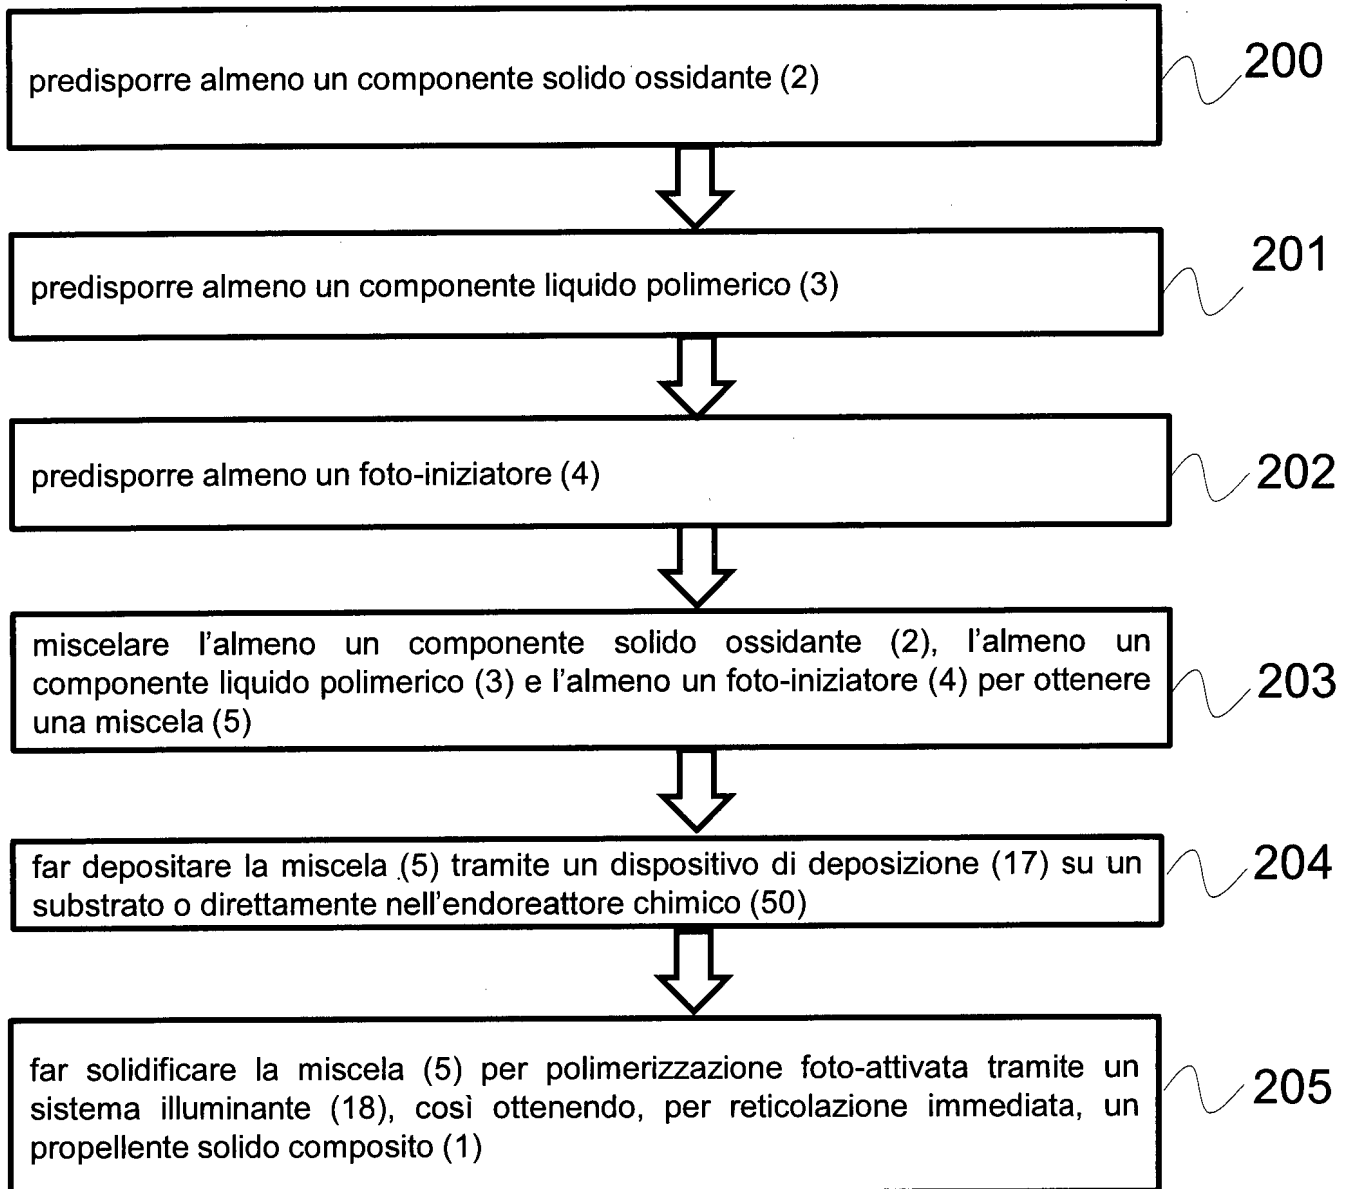 predisporre almeno un componente solido ossidante (2)
200
predisporre almeno un componente liquido polimerico (3)
201
predisporre almeno un foto-iniziatore (4)
202
miscelare l'almeno un componente solido ossidante (2), l'almeno un
componente liquido polimerico (3) e l'almeno un foto-iniziatore (4) per ottenere
una miscela (5)
203
far depositare la miscela (5) tramite un dispositivo di deposizione (17) su un
substrato o direttamente nell'endoreattore chimico (50)
204
far solidificare la miscela (5) per polimerizzazione foto-attivata tramite un
sistema illuminante (18), così ottenendo, per reticolazione immediata, un
propellente solido composito (1)
205